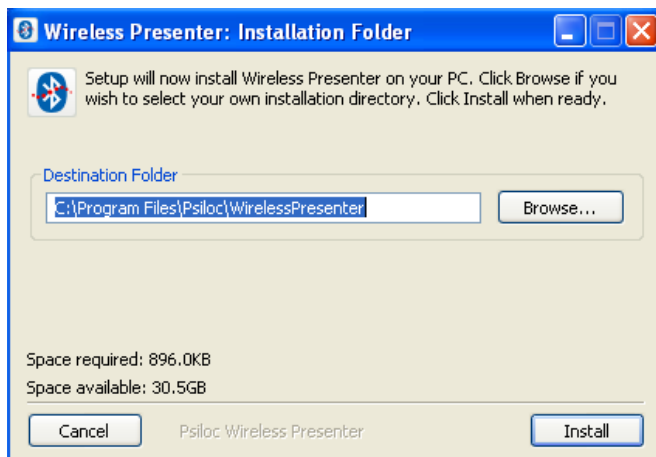 Wireless Presenter: Installation Folder
Setup will now install Wireless Presenter on your PC. Click Browse if you
wish to select your own installation directory. Click Install when ready.
Destination Folder
C:\Program Files\Psiloc\WirelessPresenter
Browse...
Space required: 896.0KB
Space available: 30.5GB
Cancel
Psiloc Wireless Presenter
Install